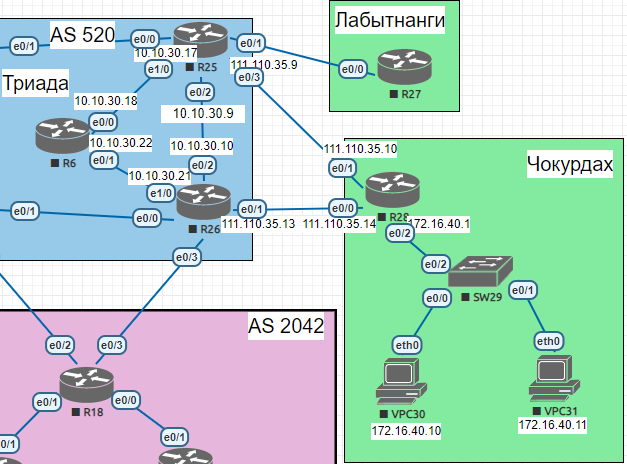 AS 520
Триада
e0/1
e0/0
10.10.30.17
R25
e0/1
111.110.35.9
e0/3
e1/0
e0/2
10.10.30.9
10.10.30.18
e0/0
R6
10.10.30.22
e0/1
10.10.30.10
10.10.30.21
e0/2
e1/0
e0/1
e0/0
R26
e0/1
111.110.35.13
e0/3
Лабытнанги
e0/0
R27
Чокурдах
111.110.35.10
e0/1
e0/0
111.110.35.14
R28
172.16.40.1
e0/2
e0/2
SW29
e0/0
e0/1
eth0
eth0
VPC30
172.16.40.10
VPC31
172.16.40.11
AS 2042
e0/2
e0/3
R18
e0/1
e0/0
e0/1
e0/1